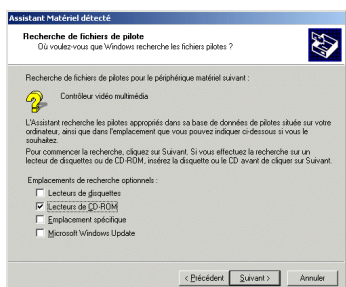 Assistant Matériel détecté
Recherche de fichiers de pilote
Où voulez-vous que Windows recherche les fichiers pilotes ?
Recherche de fichiers de pilotes pour le périphérique matériel suivant :
Contrôleur vidéo multimédia
L'Assistant recherche les pilotes appropriés dans sa base de données de pilotes située sur votre
ordinateur, ainsi que dans l'emplacement que vous pouvez indiquer ci-dessous si vous le
souhaitez.
Pour commencer la recherche, cliquez sur Suivant. Si vous effectuez la recherche sur un
lecteur de disquettes ou de CD-ROM, insérez la disquette ou le CD avant de cliquer sur Suivant.
Emplacements de recherche optionnels :
Lecteurs de disquettes
Lecteurs de CD-ROM
Emplacement spécifique
Microsoft Windows Update
< Précédent
Suivant >
Annuler